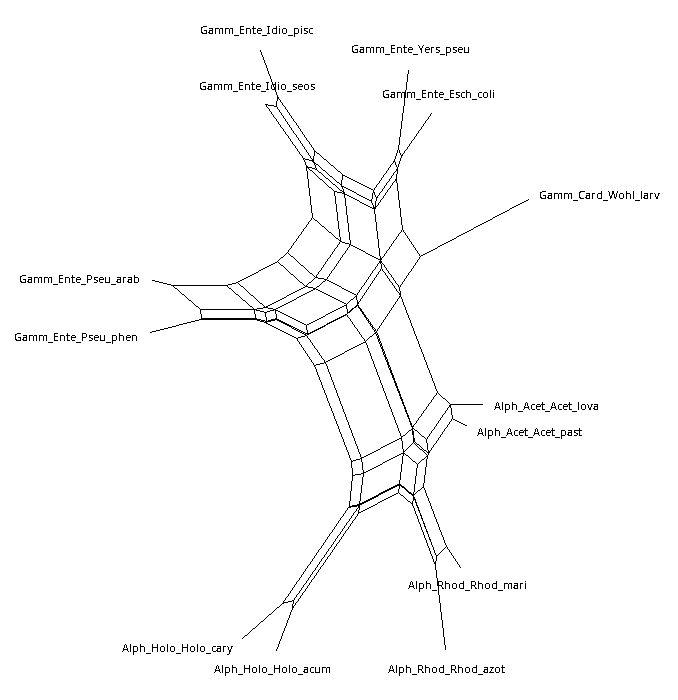 Gamm_Ente_Idio_pisc
Gamm_Ente_Yers_pseu
Gamm_Ente_Idio_seos
Gamm_Ente_Esch_coli
Gamm_Card_Wohl_larv
Gamm_Ente_Pseu_arab
Gamm_Ente_Pseu_phen
Alph_Acet_Acet_lova
Alph_Acet_Acet_past
Alph_Rhod_Rhod_mari
Alph_Holo_Holo_cary
Alph_Holo_Holo_acum
Alph_Rhod_Rhod_azot